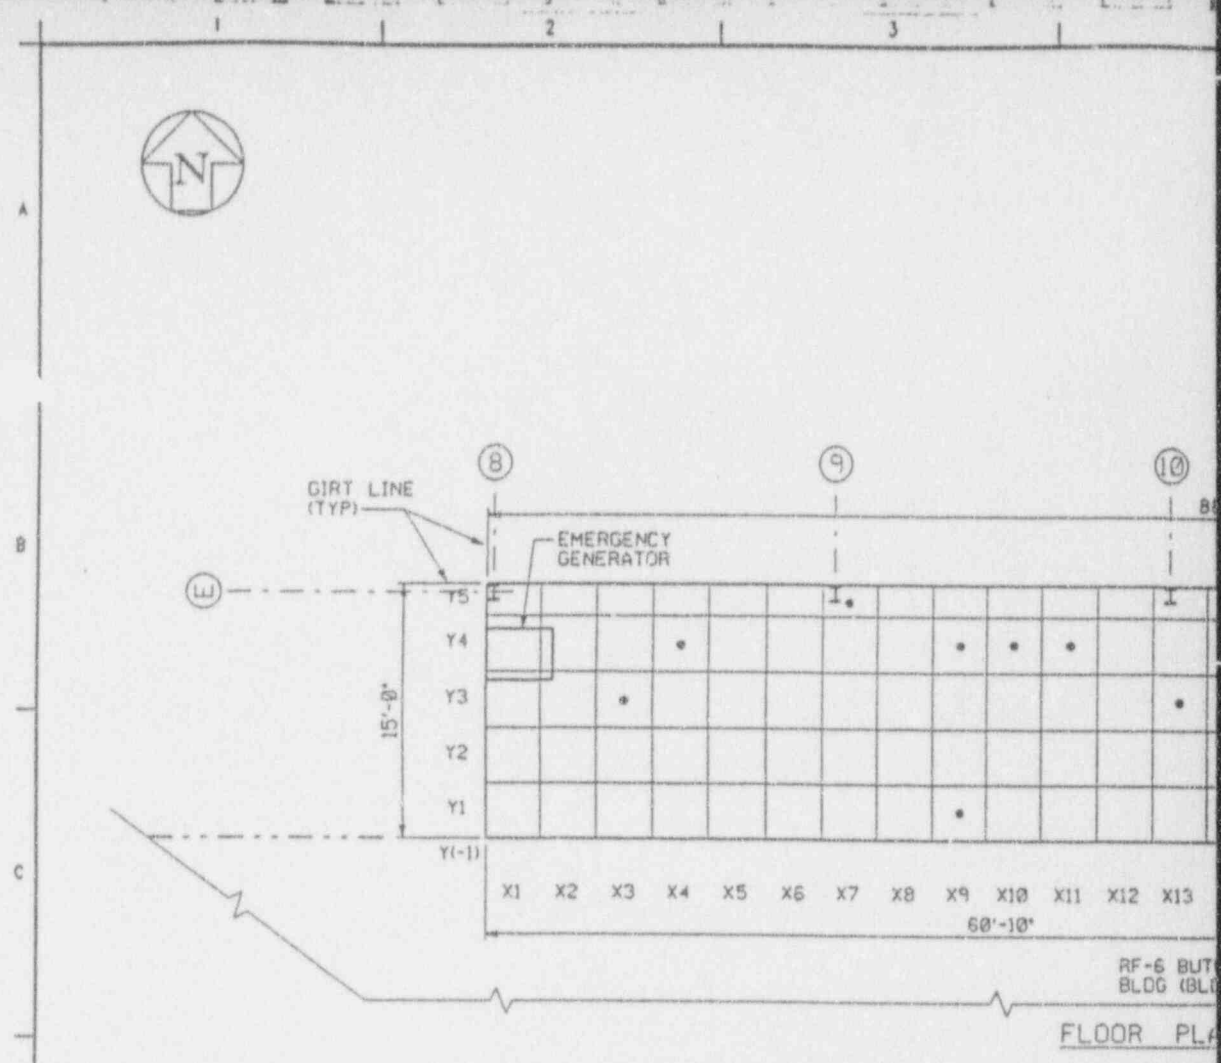 2
3
N
A
8
9
10
GIRT LINE
(TYP)
B
EMERGENCY
GENERATOR
E
Y5
Y4
15'-0"
Y3
Y2
Y1
Y(-1)
C
X1 X2 X3 X4 X5 X6 X7 X8 X9 X10 X11 X12 X13
60'-10"
RF-6
BLDG
FLOOR